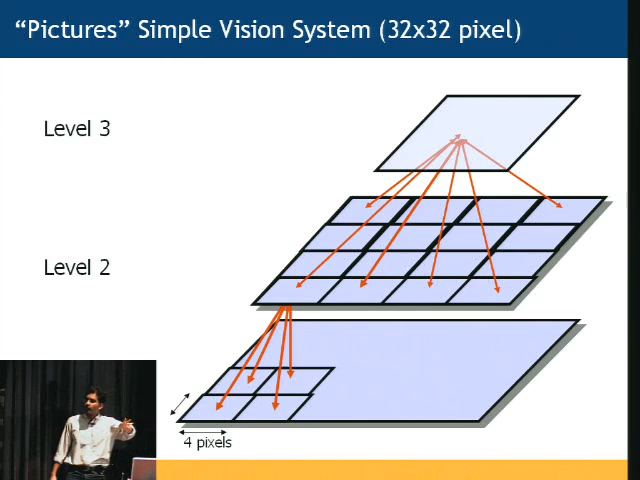 “Pictures” Simple Vision System (32x32 pixel)
Level 3
Level 2
4 pixels